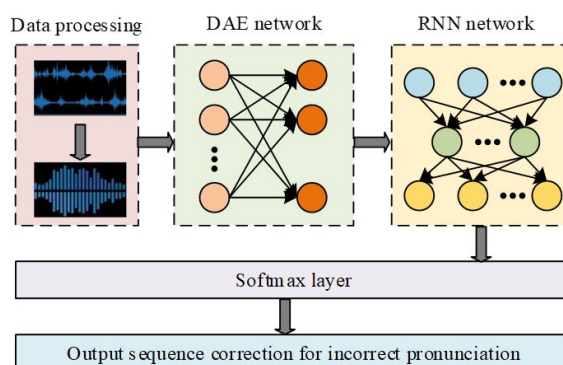 Data processing
DAE network
RNN network
Softmax layer
Output sequence correction for incorrect pronunciation